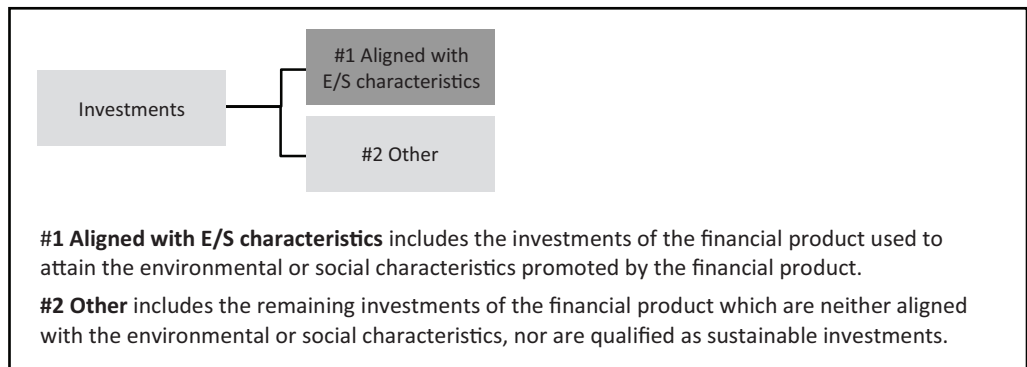 #1 Aligned with
E/S characteristics
Investments
#2 Other
#1 Aligned with E/S characteristics includes the investments of the financial product used to
attain the environmental or social characteristics promoted by the financial product.
#2 Other includes the remaining investments of the financial product which are neither aligned
with the environmental or social characteristics, nor are qualified as sustainable investments.